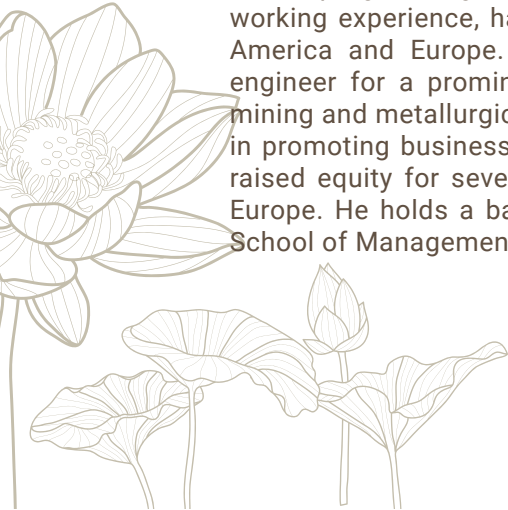 working experience, ha
America and Europe.
engineer for a promin
mining and metallurgic
in promoting business
raised equity for seve
Europe. He holds a ba
School of Managemen